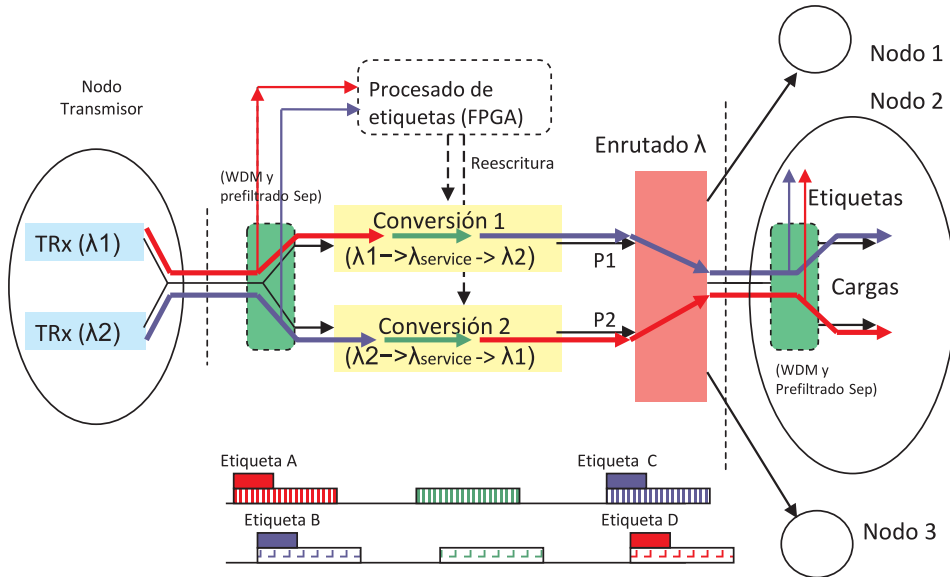 Nodo
Transmisor
TRx (λ1)
TRx (λ2)
(WDM y
prefiltrado Sep)
Procesado de
etiquetas (FPGA)
Reescritura
Conversión 1
(λ1->λservice-> λ2)
Conversión 2
(λ2->λservice-> λ1)
P1
P2
Enrutado λ
Nodo 1
Nodo 2
Etiquetas
Cargas
(WDM y
Prefiltrado Sep)
Nodo 3
Etiqueta A
Etiqueta C
Etiqueta B
Etiqueta D